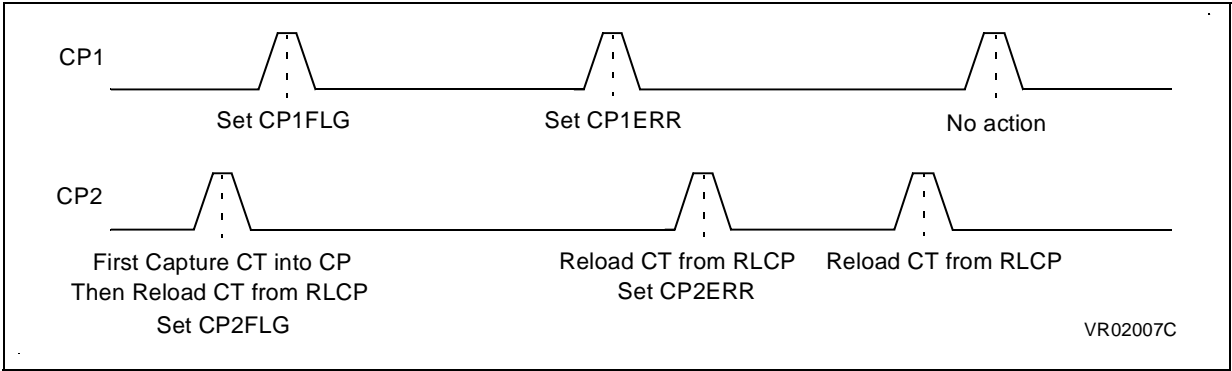 CP1
Set CP1FLG
Set CP1ERR
No action
CP2
First Capture CT into CP
Then Reload CT from RLCP
Set CP2FLG
Reload CT from RLCP
Set CP2ERR
Reload CT from RLCP
VR02007C